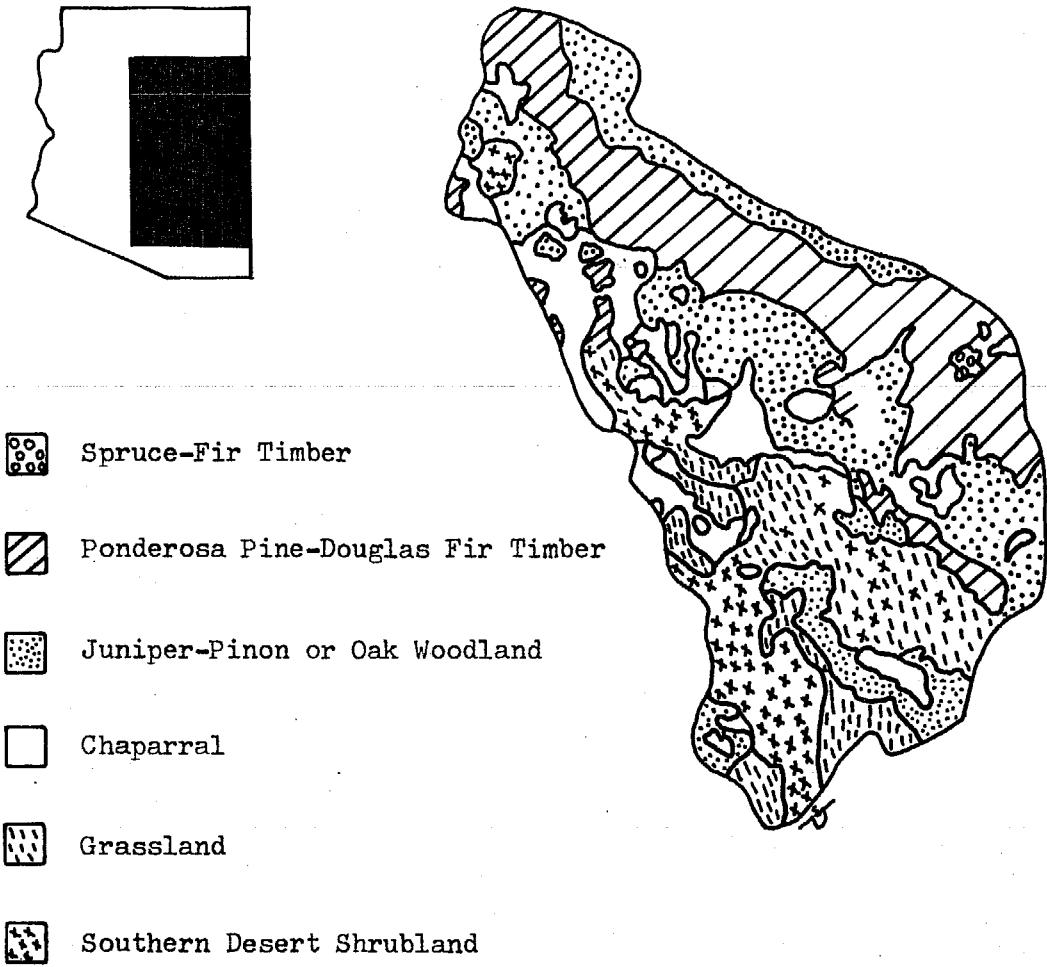 Spruce-Fir Timber
Ponderosa Pine-Douglas Fir Timber
Juniper-Pinon or Oak Woodland
Chaparral
Grassland
Southern Desert Shrubland